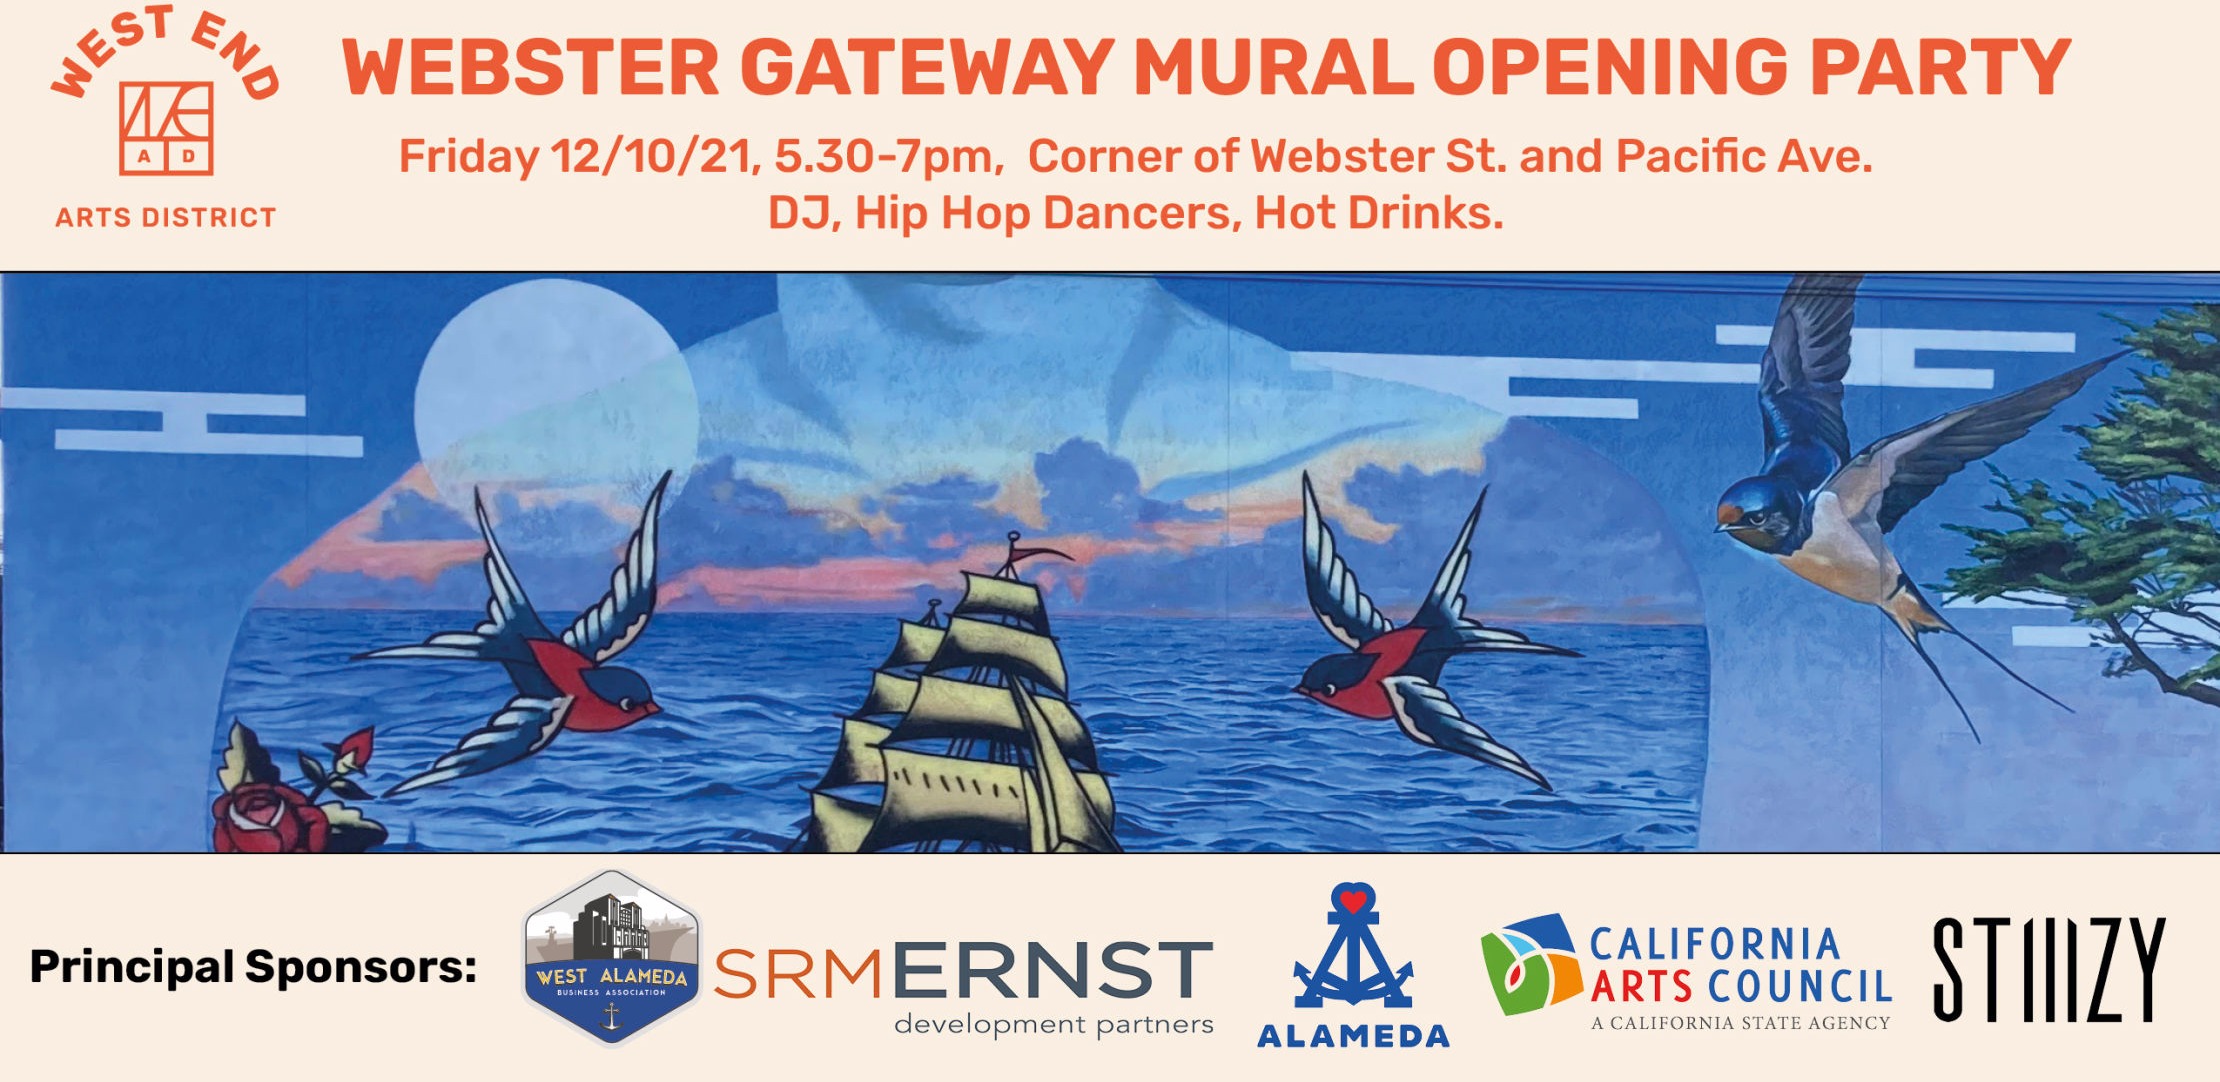 WEST END
A D
ARTS DISTRICT
WEBSTER GATEWAY MURAL OPENING PARTY
Friday 12/10/21, 5.30-7pm, Corner of Webster St. and Pacific Ave.
DJ, Hip Hop Dancers, Hot Drinks.
Principal Sponsors:
WEST ALAMEDA
BUSINESS ASSOCIATION
SRMERNST
development partners
ALAMEDA
CALIFORNIA
ARTS COUNCIL
A CALIFORNIA STATE AGENCY
STIIIZY